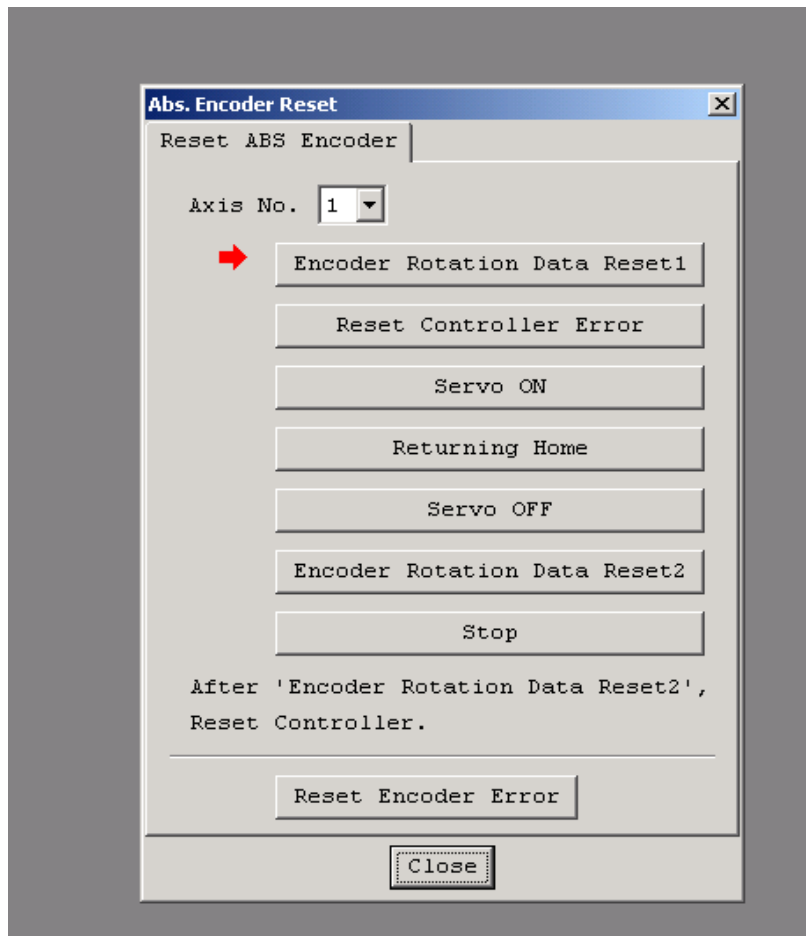 Abs. Encoder Reset
Reset ABS Encoder
Axis No. 1
Encoder Rotation Data Reset1
Reset Controller Error
Servo ON
Returning Home
Servo OFF
Encoder Rotation Data Reset2
Stop
After 'Encoder Rotation Data Reset2',
Reset Controller.
Reset Encoder Error
Close